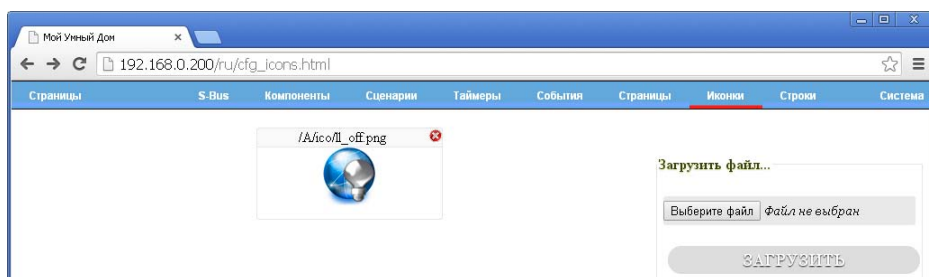 Мой Умный Дом
192.168.0.200/ru/cfg_icons.html
Страницы S-Bus Компоненты Сценарии Таймеры События Страницы Иконки Строки Система
/A/ico/ll_off.png
Загрузить файл...
Выберите файл Файл не выбран
ЗАГРУЗИТЬ